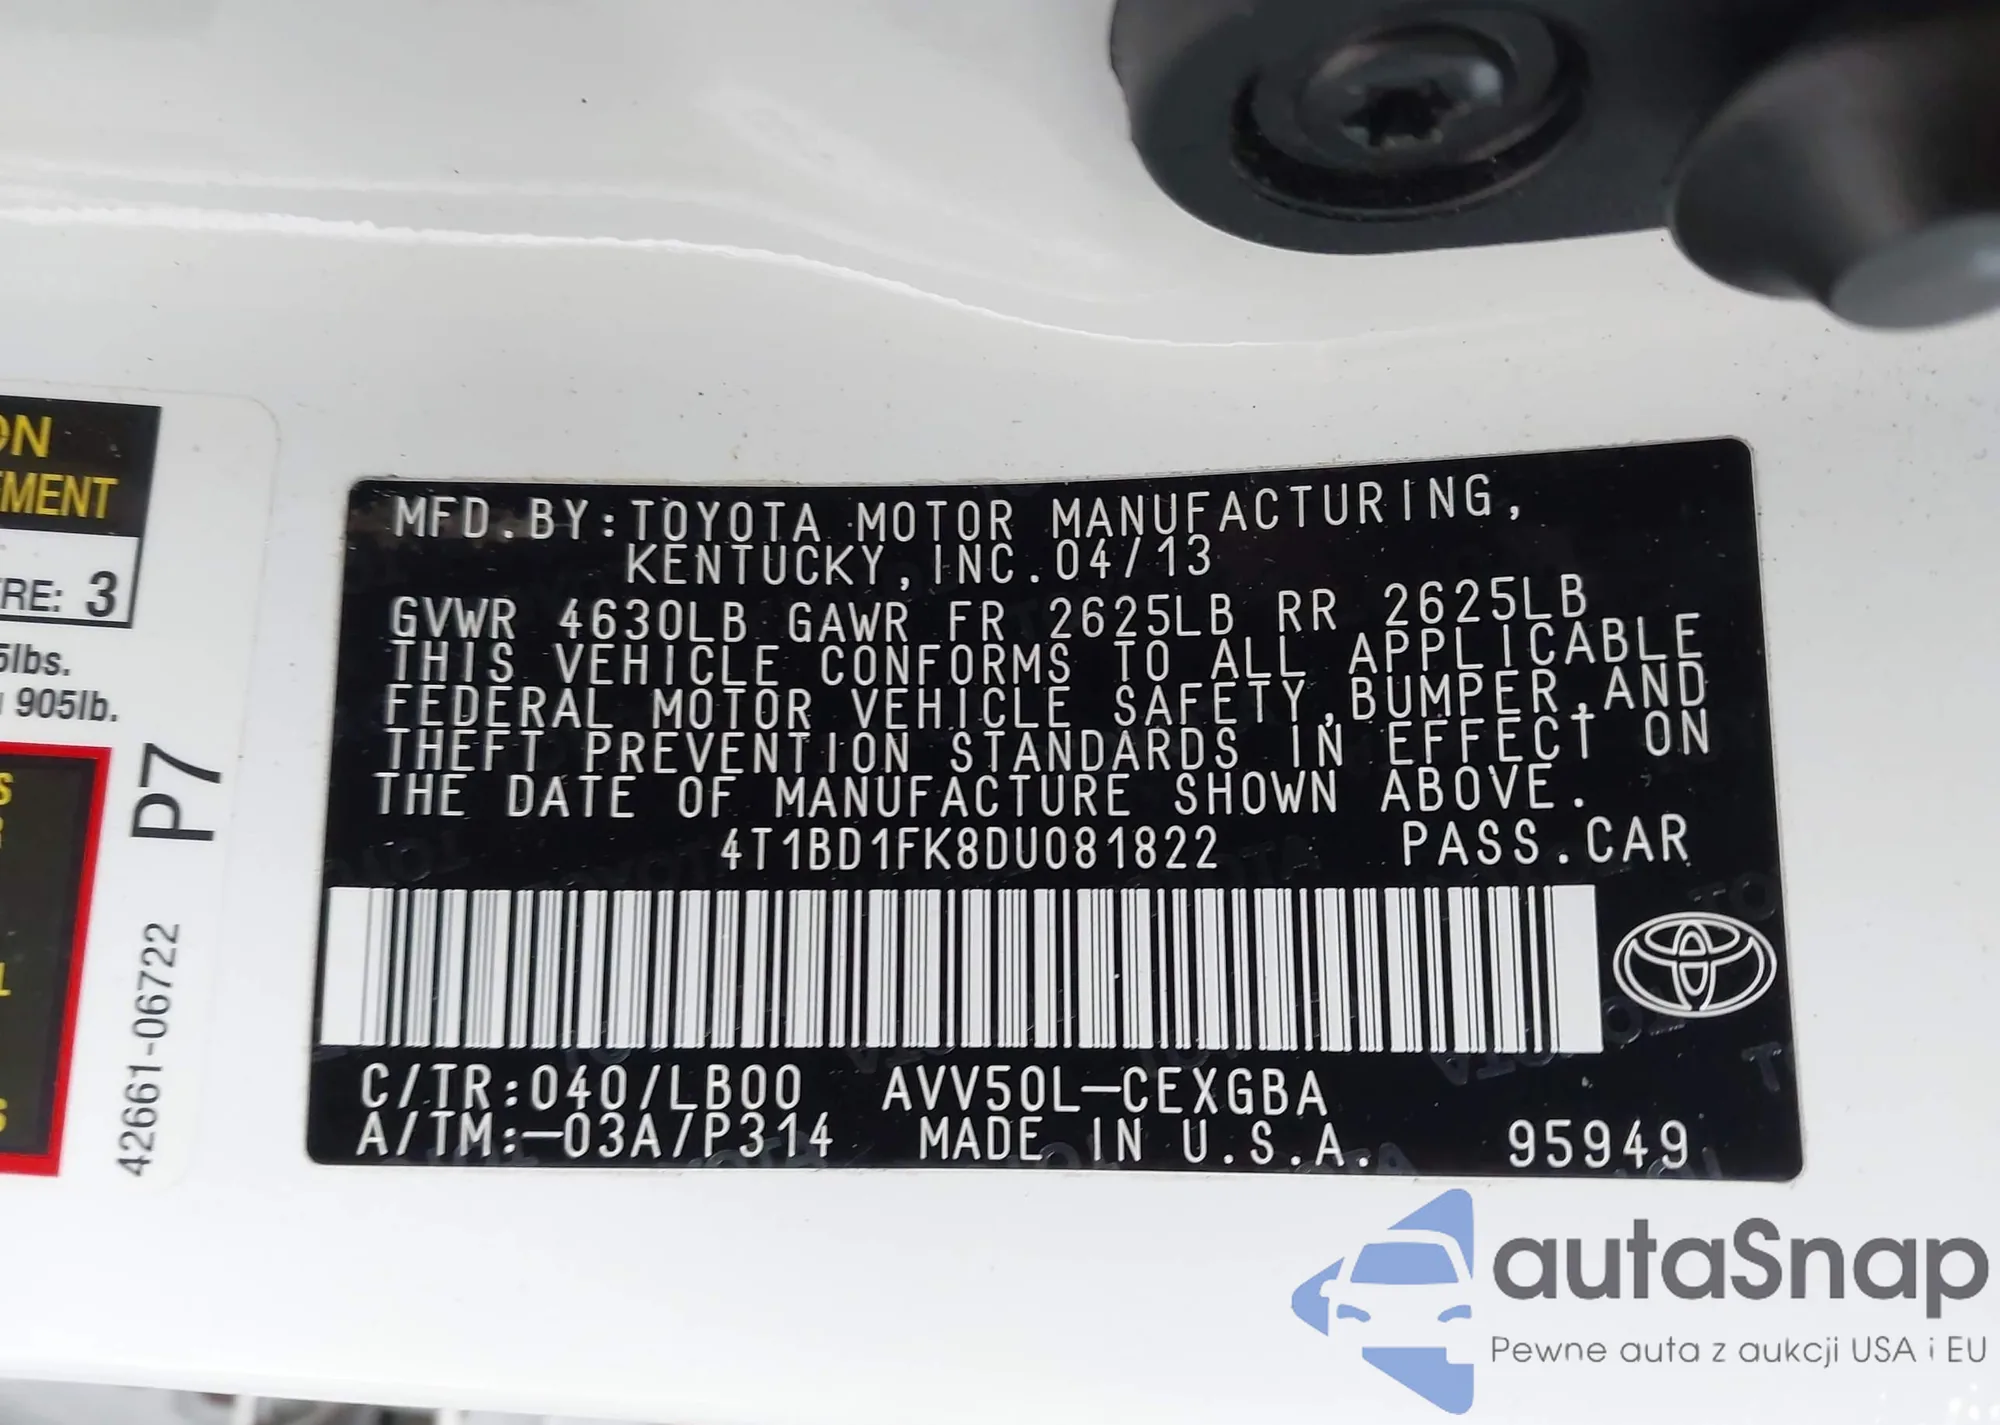 ON
EMENT
RE: 3
5lbs.
905lb.
P7
42661-06722
MFD.BY:TOYOTA MOTOR MANUFACTURING,
KENTUCKY,INC.04/13
GVWR 4630LB GAWR FR 2625LB RR 2625LB
THIS VEHICLE CONFORMS TO ALL APPLICABLE
FEDERAL MOTOR VEHICLE SAFETY,BUMPER,AND
THEFT PREVENTION STANDARDS IN EFFECT ON
THE DATE OF MANUFACTURE SHOWN ABOVE.
4T1BD1FK8DU081822 PASS.CAR
C/TR:040/LB00 AVV50L-CEXGBA
A/TM:-03A/P314 MADE IN U.S.A. 95949
autaSnap
Pewne auta z aukcji USA i EU